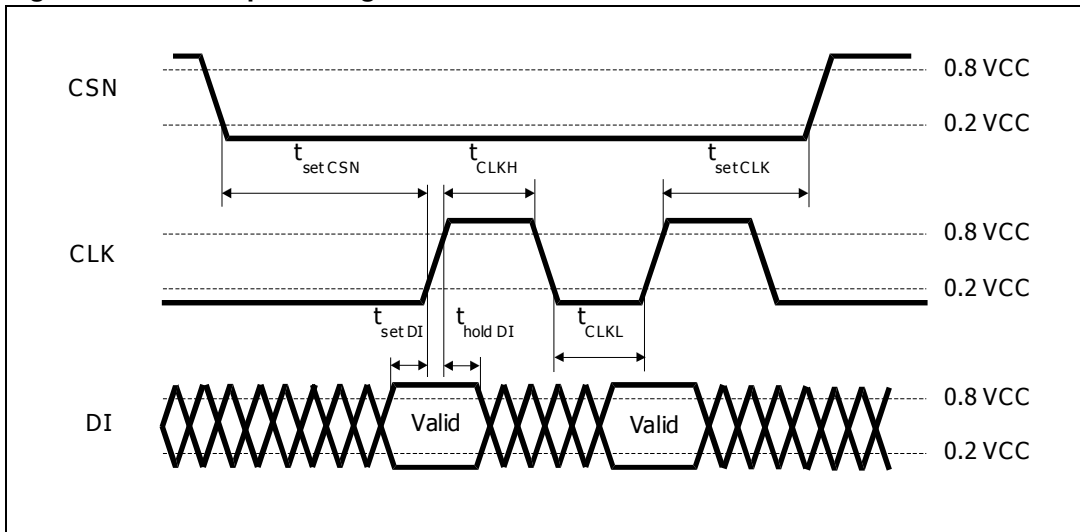 CSN
0.8 VCC
0.2 VCC
t set CSN
t CLKH
t setCLK
CLK
0.8 VCC
0.2 VCC
t set DI
t hold DI
t CLKL
DI
Valid
Valid
0.8 VCC
0.2 VCC